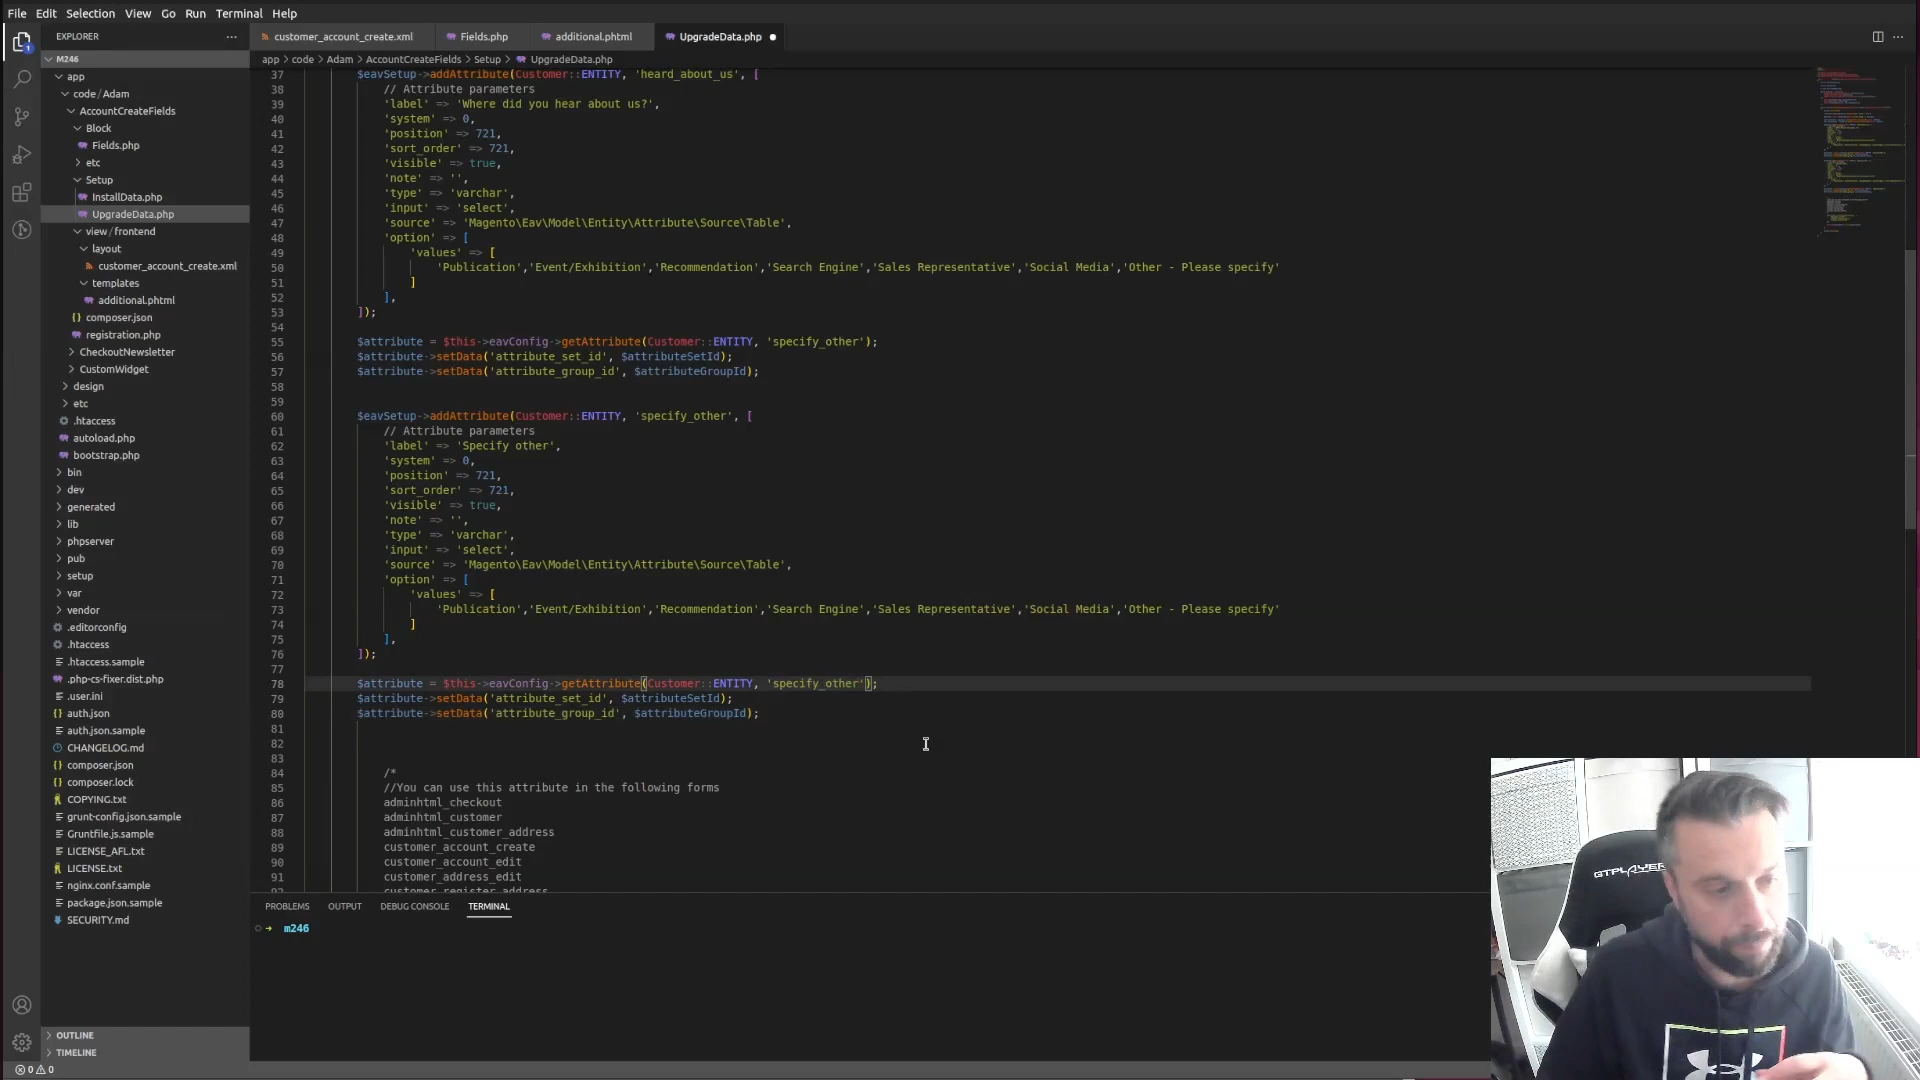 File Edit Selection View Go Run Terminal Help
EXPLORER
customer_account_create.xml Fields.php additional.phtml UpgradeData.php
M246
app > code > Adam > AccountCreateFields > Setup > UpgradeData.php
app
code / Adam
AccountCreateFields
Block
Fields.php
etc
Setup
InstallData.php
UpgradeData.php
view / frontend
layout
customer_account_create.xml
templates
additional.phtml
composer.json
registration.php
CheckoutNewsletter
CustomWidget
design
etc
.htaccess
autoload.php
bootstrap.php
bin
dev
generated
lib
phpserver
pub
setup
var
vendor
.editorconfig
.htaccess
.htaccess.sample
.php-cs-fixer.dist.php
.user.ini
auth.json
auth.json.sample
CHANGELOG.md
composer.json
composer.lock
COPYING.txt
grunt-config.json.sample
Gruntfile.js.sample
LICENSE_AFL.txt
LICENSE.txt
nginx.conf.sample
package.json.sample
SECURITY.md
OUTLINE
TIMELINE
0 0
37 $eavSetup->addAttribute(Customer::ENTITY, 'heard_about_us', [
38 // Attribute parameters
39 'label' => 'Where did you hear about us?',
40 'system' => 0,
41 'position' => 721,
42 'sort_order' => 721,
43 'visible' => true,
44 'note' => '',
45 'type' => 'varchar',
46 'input' => 'select',
47 'source' => 'Magento\Eav\Model\Entity\Attribute\Source\Table',
48 'option' => [
49 'values' => [
50 'Publication','Event/Exhibition','Recommendation','Search Engine','Sales Representative','Social Media','Other - Please specify'
51 ]
52 ],
53 ]);
54
55 $attribute = $this->eavConfig->getAttribute(Customer::ENTITY, 'specify_other');
56 $attribute->setData('attribute_set_id', $attributeSetId);
57 $attribute->setData('attribute_group_id', $attributeGroupId);
58
59
60 $eavSetup->addAttribute(Customer::ENTITY, 'specify_other', [
61 // Attribute parameters
62 'label' => 'Specify other',
63 'system' => 0,
64 'position' => 721,
65 'sort_order' => 721,
66 'visible' => true,
67 'note' => '',
68 'type' => 'varchar',
69 'input' => 'select',
70 'source' => 'Magento\Eav\Model\Entity\Attribute\Source\Table',
71 'option' => [
72 'values' => [
73 'Publication','Event/Exhibition','Recommendation','Search Engine','Sales Representative','Social Media','Other - Please specify'
74 ]
75 ],
76 ]);
77
78 $attribute = $this->eavConfig->getAttribute(Customer::ENTITY, 'specify_other');
79 $attribute->setData('attribute_set_id', $attributeSetId);
80 $attribute->setData('attribute_group_id', $attributeGroupId);
81
82
83
84 /*
85 //You can use this attribute in the following forms
86 adminhtml_checkout
87 adminhtml_customer
88 adminhtml_customer_address
89 customer_account_create
90 customer_account_edit
91 customer_address_edit
92 customer_register_address
PROBLEMS OUTPUT DEBUG CONSOLE TERMINAL
m246
GTPLAYER